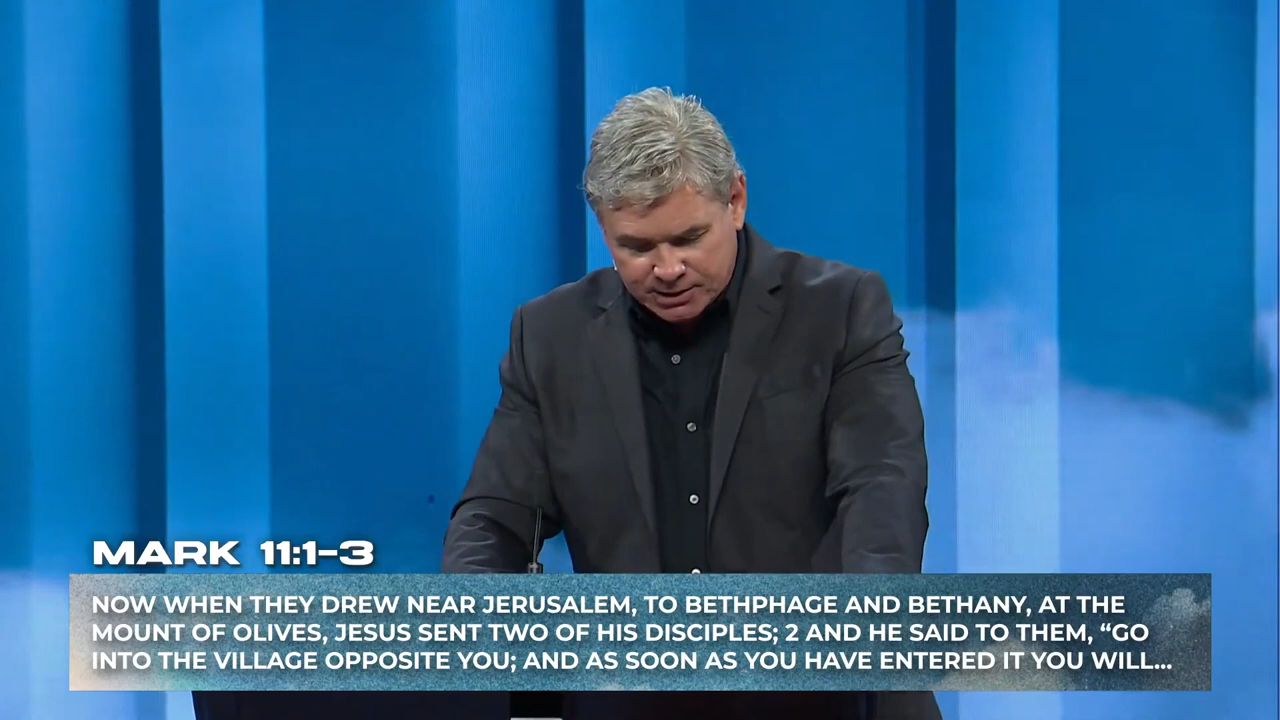 MARK 11:1–3
NOW WHEN THEY DREW NEAR JERUSALEM, TO BETHPHAGE AND BETHANY, AT THE
MOUNT OF OLIVES, JESUS SENT TWO OF HIS DISCIPLES; 2 AND HE SAID TO THEM, “GO
INTO THE VILLAGE OPPOSITE YOU; AND AS SOON AS YOU HAVE ENTERED IT YOU WILL...